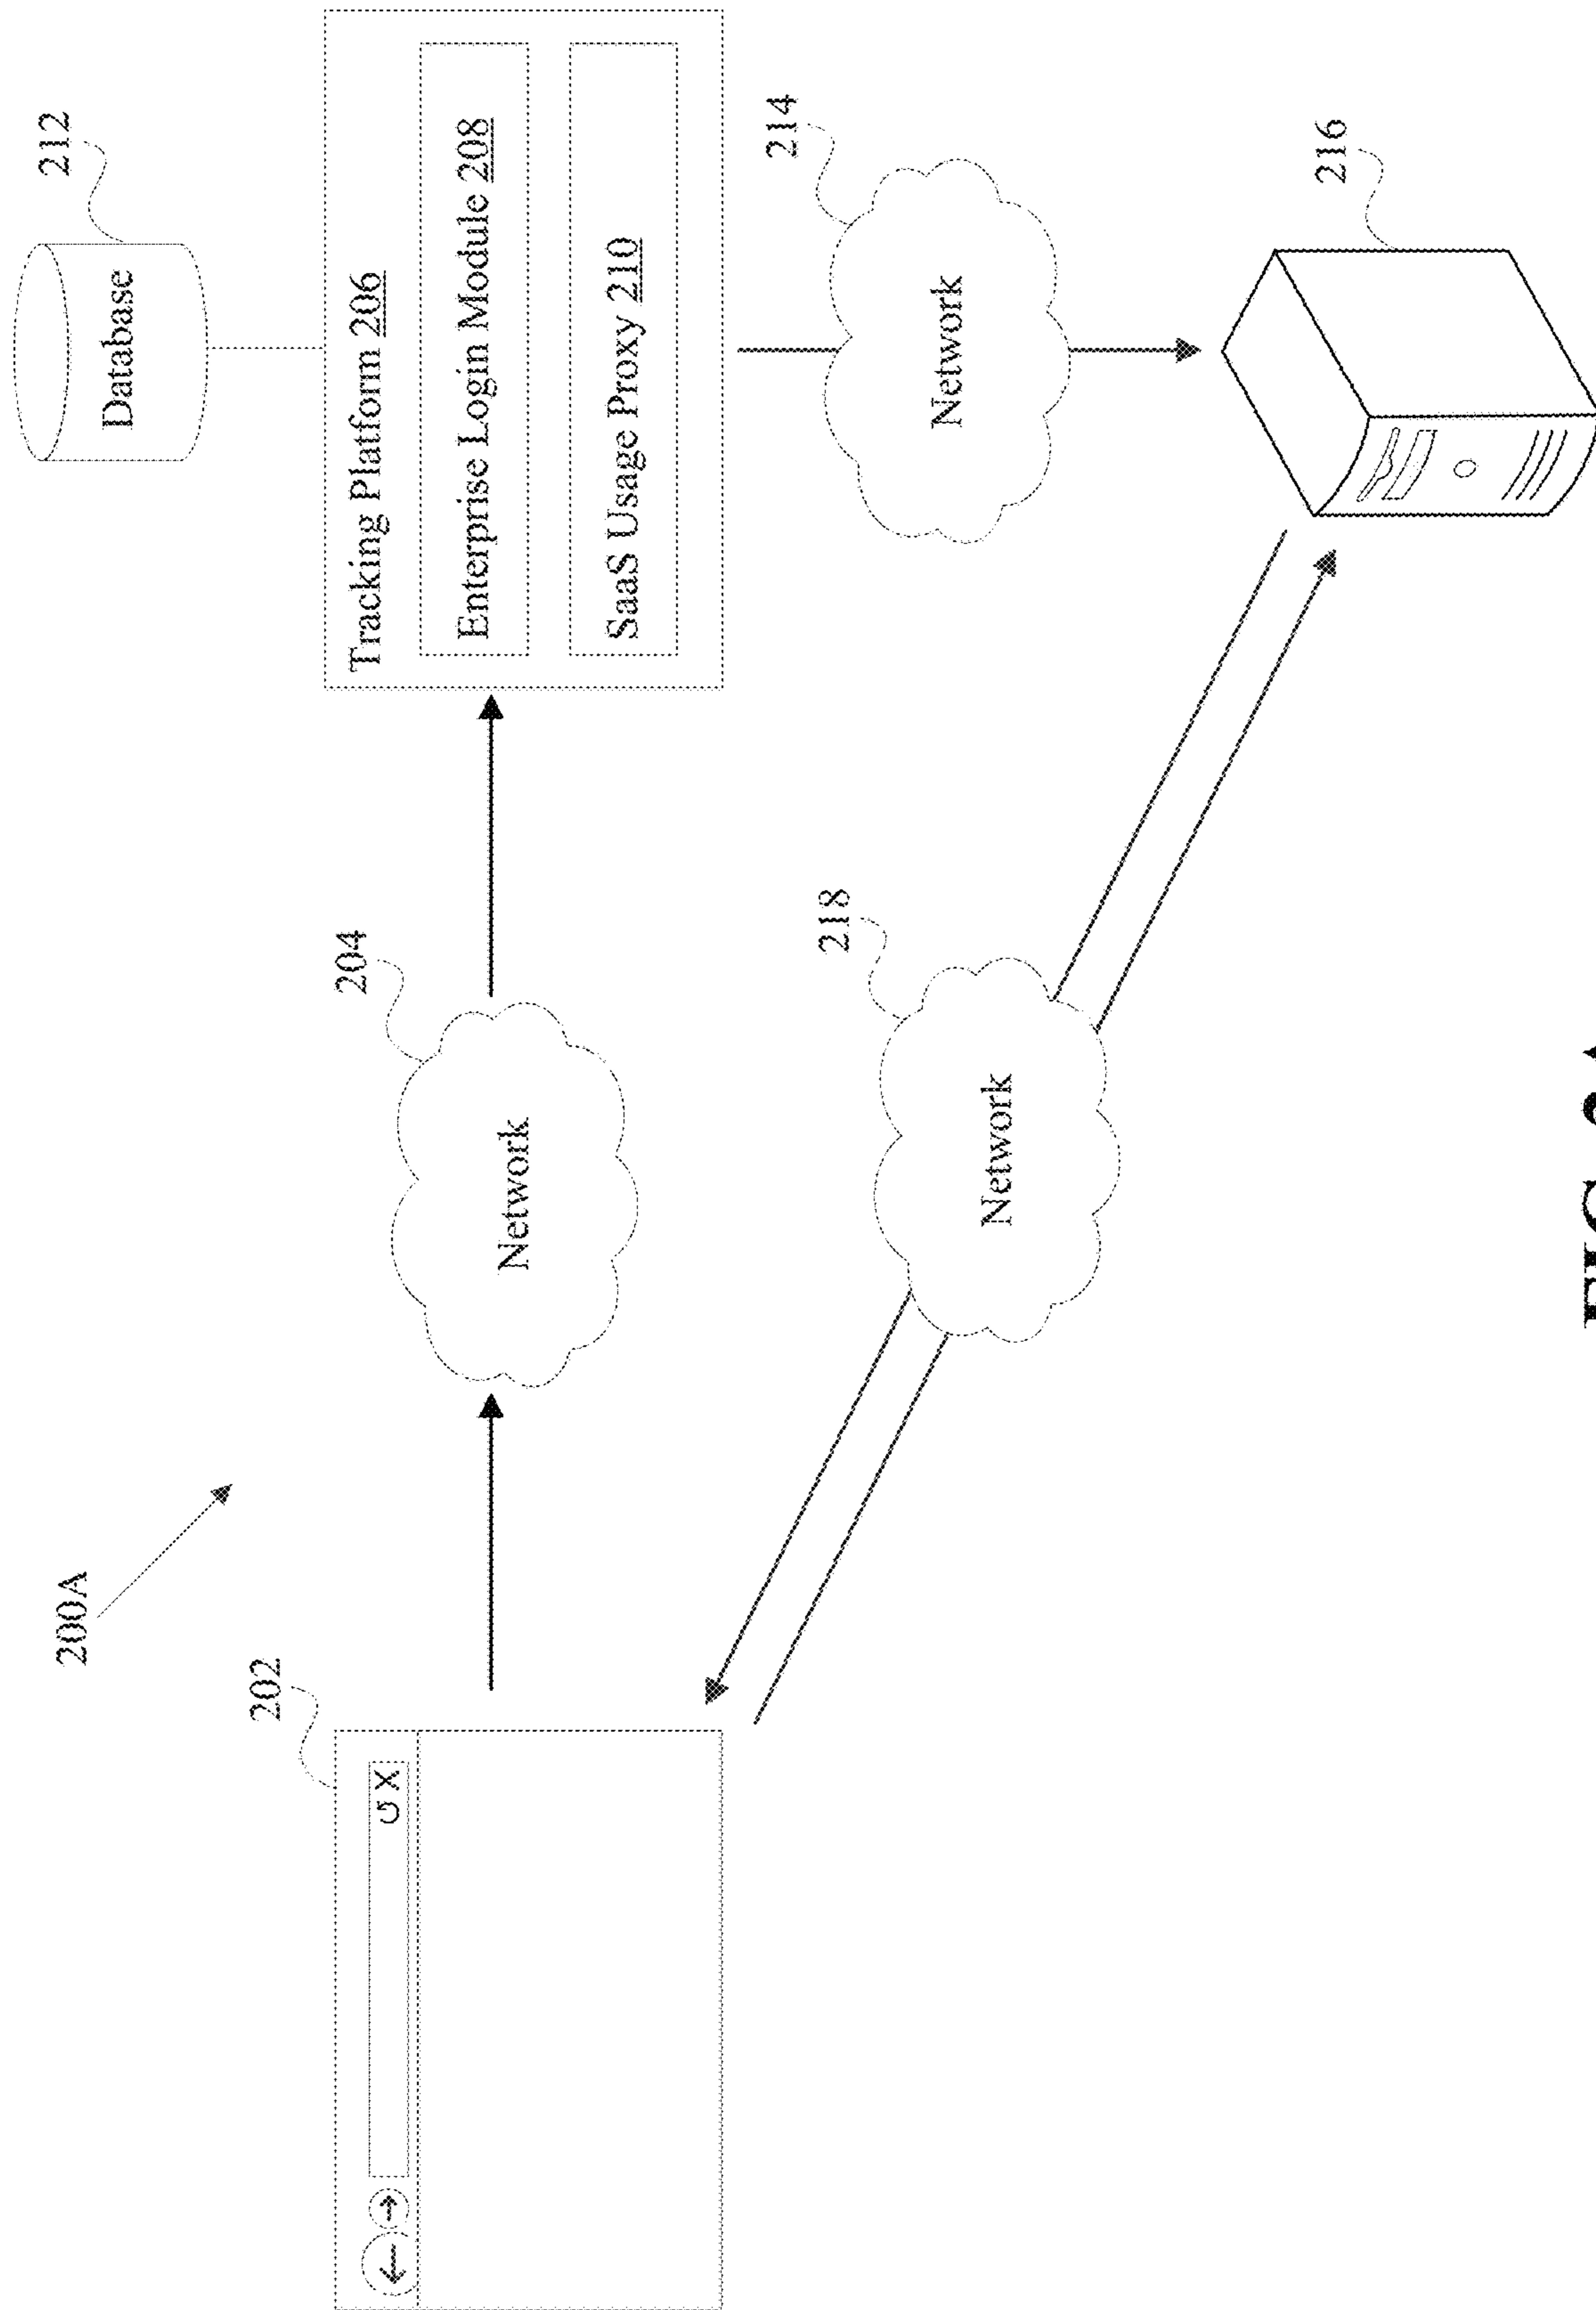 200A
202
204
Network
Database
212
Tracking Platform 206
Enterprise Login Module 208
SaaS Usage Proxy 210
X
218
Network
214
Network
216